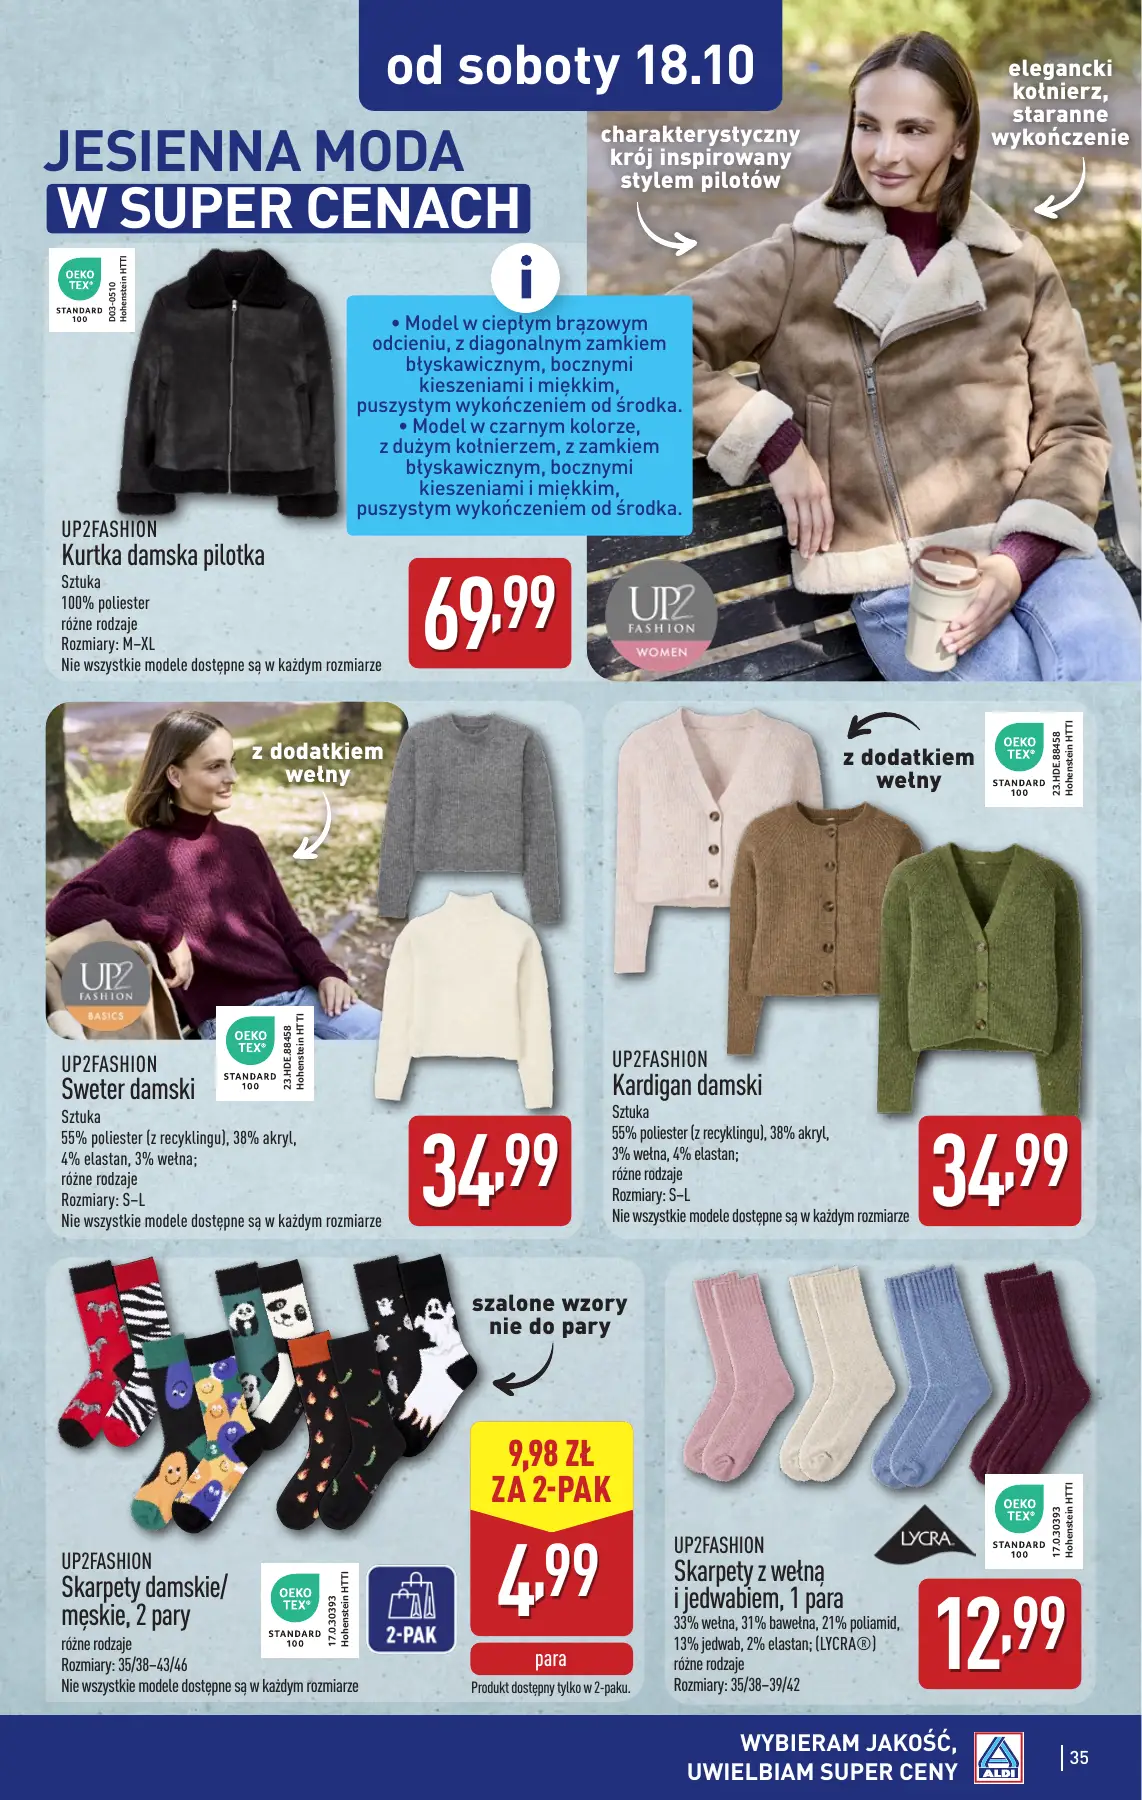 od soboty 18.10
JESIENNA MODA
W SUPER CENACH
charakterystyczny
krój inspirowany
stylem pilotów
elegancki
kołnierz,
staranne
wykończenie
OEKO
TEX®
STANDARD
100
D03-0510
Hohenstein HTTI
i
• Model w ciepłym brązowym
odcieniu, z diagonalnym zamkiem
błyskawicznym, bocznymi
kieszeniami i miękkim,
puszystym wykończeniem od środka.
• Model w czarnym kolorze,
z dużym kołnierzem, z zamkiem
błyskawicznym, bocznymi
kieszeniami i miękkim,
puszystym wykończeniem od środka.
UP2FASHION
Kurtka damska pilotka
Sztuka
100% poliester
różne rodzaje
Rozmiary: M–XL
Nie wszystkie modele dostępne są w każdym rozmiarze
69,99
UP2
FASHION
WOMEN
z dodatkiem
wełny
UP2
FASHION
BASICS
OEKO
TEX®
STANDARD
100
23.HDE.88458
Hohenstein HTTI
UP2FASHION
Sweter damski
Sztuka
55% poliester (z recyklingu), 38% akryl,
4% elastan, 3% wełna;
różne rodzaje
Rozmiary: S–L
Nie wszystkie modele dostępne są w każdym rozmiarze
34,99
z dodatkiem
wełny
OEKO
TEX®
STANDARD
100
23.HDE.88458
Hohenstein HTTI
UP2FASHION
Kardigan damski
Sztuka
55% poliester (z recyklingu), 38% akryl,
3% wełna, 4% elastan;
różne rodzaje
Rozmiary: S–L
Nie wszystkie modele dostępne są w każdym rozmiarze
34,99
szalone wzory
nie do pary
9,98 ZŁ
ZA 2-PAK
4,99
para
Produkt dostępny tylko w 2-paku.
UP2FASHION
Skarpety damskie/
męskie, 2 pary
różne rodzaje
Rozmiary: 35/38–43/46
Nie wszystkie modele dostępne są w każdym rozmiarze
OEKO
TEX®
STANDARD
100
17.0.30393
Hohenstein HTTI
2-PAK
LYCRA
OEKO
TEX®
STANDARD
100
17.0.30393
Hohenstein HTTI
UP2FASHION
Skarpety z wełną
i jedwabiem, 1 para
33% wełna, 31% bawełna, 21% poliamid,
13% jedwab, 2% elastan; (LYCRA®)
różne rodzaje
Rozmiary: 35/38–39/42
12,99
WYBIERAM JAKOŚĆ,
UWIELBIAM SUPER CENY
ALDI
35